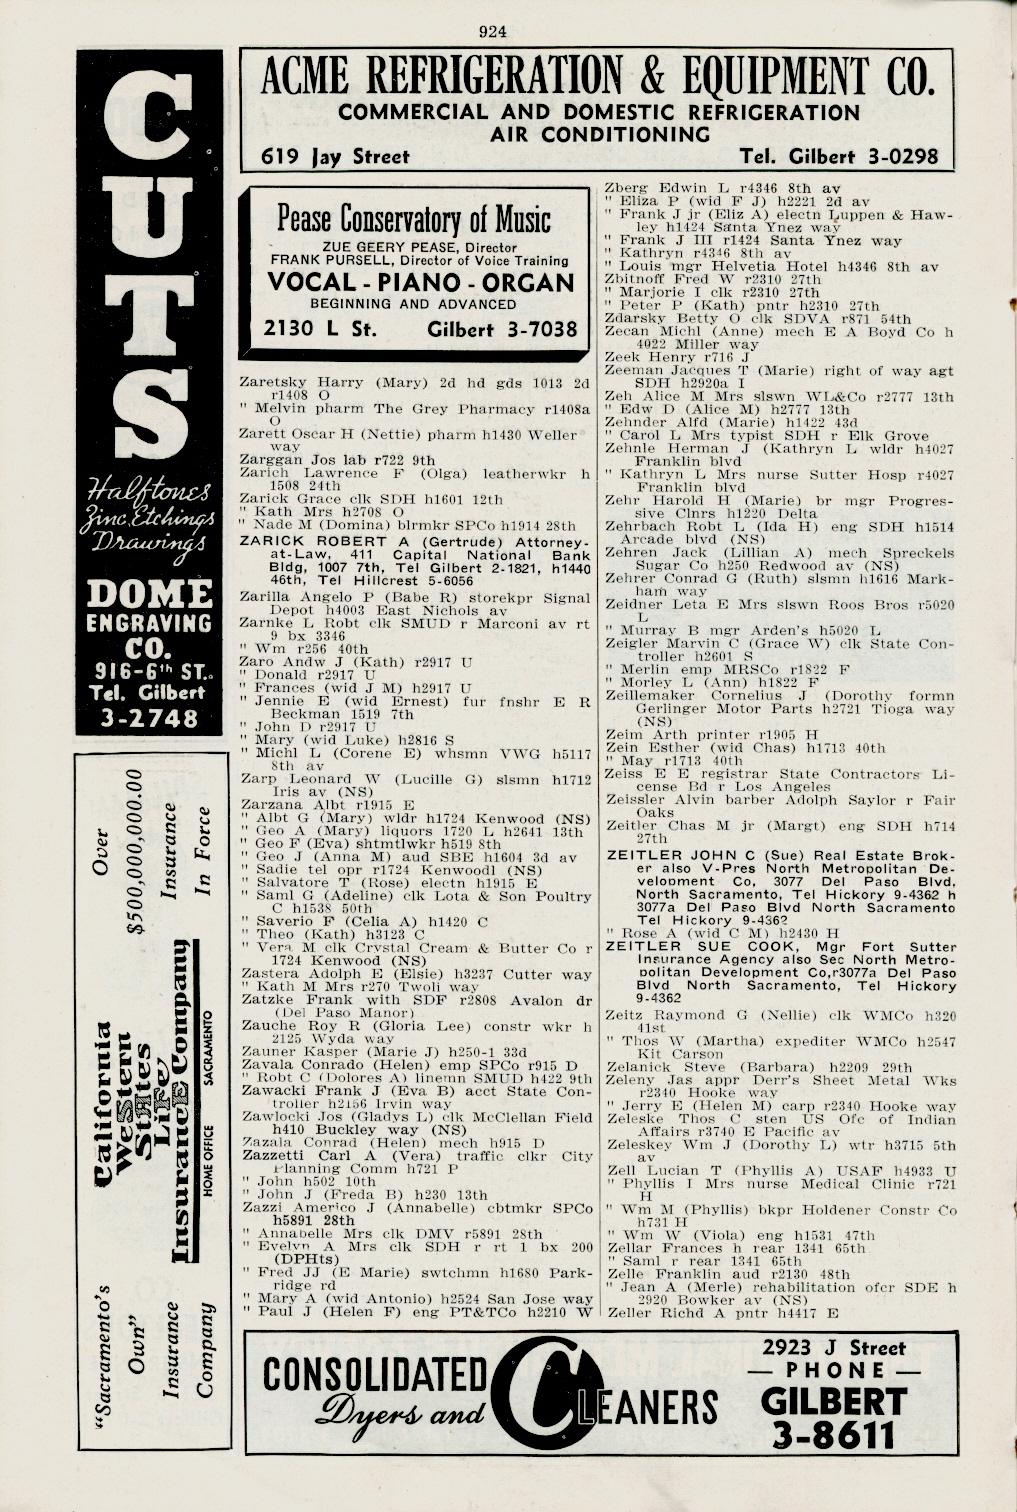 924
CUTS
Halftones
Zinc Etchings
Drawings
DOME
ENGRAVING
CO.
916-6th ST.
Tel. Gilbert
3-2748
"Sacramento's
Own"
Insurance
Company
California
WeStern
StAtes
LiFe
InsurancE Company
HOME OFFICE SACRAMENTO
Over
$500,000,000.00
Insurance
In Force
ACME REFRIGERATION & EQUIPMENT CO.
COMMERCIAL AND DOMESTIC REFRIGERATION
AIR CONDITIONING
619 Jay Street Tel. Gilbert 3-0298
Pease Conservatory of Music
ZUE GEERY PEASE, Director
FRANK PURSELL, Director of Voice Training
VOCAL - PIANO - ORGAN
BEGINNING AND ADVANCED
2130 L St. Gilbert 3-7038
Zaretsky Harry (Mary) 2d hd gds 1013 2d
r1408 O
" Melvin pharm The Grey Pharmacy r1408a
O
Zarett Oscar H (Nettie) pharm h1430 Weller
way
Zarggan Jos lab r722 9th
Zarich Lawrence F (Olga) leatherwkr h
1508 24th
Zarick Grace clk SDH h1601 12th
" Kath Mrs h2708 O
" Nade M (Domina) blrmkr SPCo h1914 28th
ZARICK ROBERT A (Gertrude) Attorney-
at-Law, 411 Capital National Bank
Bldg, 1007 7th, Tel Gilbert 2-1821, h1440
46th, Tel Hillcrest 5-6056
Zarilla Angelo P (Babe R) storekpr Signal
Depot h4003 East Nichols av
Zarnke L Robt clk SMUD r Marconi av rt
9 bx 3346
" Wm r256 40th
Zaro Andw J (Kath) r2917 U
" Donald r2917 U
" Frances (wid J M) h2917 U
" Jennie E (wid Ernest) fur fnshr E R
Beckman 1519 7th
" John D r2917 U
" Mary (wid Luke) h2816 S
" Michl L (Corene E) whsmn VWG h5117
8th av
Zarp Leonard W (Lucille G) slsmn h1712
Iris av (NS)
Zarzana Albt r1915 E
" Albt G (Mary) wldr h1724 Kenwood (NS)
" Geo A (Mary) liquors 1720 L h2641 13th
" Geo F (Eva) shtmtlwkr h519 8th
" Geo J (Anna M) aud SBE h1604 3d av
" Sadie tel opr r1724 Kenwoodl (NS)
" Salvatore T (Rose) electn h1915 E
" Saml G (Adeline) clk Lota & Son Poultry
C h1538 50th
" Saverio F (Celia A) h1420 C
" Theo (Kath) h3123 C
" Vera M clk Crystal Cream & Butter Co r
1724 Kenwood (NS)
Zastera Adolph E (Elsie) h3237 Cutter way
" Kath M Mrs r270 Twoli way
Zatzke Frank with SDF r2808 Avalon dr
(Del Paso Manor)
Zauche Roy R (Gloria Lee) constr wkr h
2125 Wyda way
Zauner Kasper (Marie J) h250-1 33d
Zavala Conrado (Helen) emp SPCo r915 D
" Robt C (Dolores A) linemn SMUD h422 9th
Zawacki Frank J (Eva B) acct State Con-
troller h2156 Irvin way
Zawlocki Jos (Gladys L) clk McClellan Field
h410 Buckley way (NS)
Zazala Conrad (Helen) mech h915 D
Zazzetti Carl A (Vera) traffic clkr City
Planning Comm h721 P
" John h502 10th
" John J (Freda B) h230 13th
Zazzi Americo J (Annabelle) cbtmkr SPCo
h5891 28th
" Annabelle Mrs clk DMV r5891 28th
" Evelyn A Mrs clk SDH r rt 1 bx 200
(DPHts)
" Fred JJ (E Marie) swtchmn h1680 Park-
ridge rd
" Mary A (wid Antonio) h2524 San Jose way
" Paul J (Helen F) eng PT&TCo h2210 W
Zberg Edwin L r4346 8th av
" Eliza P (wid F J) h2221 2d av
" Frank J jr (Eliz A) electn Luppen & Haw-
ley h1424 Santa Ynez way
" Frank J III r1424 Santa Ynez way
" Kathryn r4346 8th av
" Louis mgr Helvetia Hotel h4346 8th av
Zbitnoff Fred W r2310 27th
" Marjorie I clk r2310 27th
" Peter P (Kath) pntr h2310 27th
Zdarsky Betty O clk SDVA r871 54th
Zecan Michl (Anne) mech E A Boyd Co h
4022 Miller way
Zeek Henry r716 J
Zeeman Jacques T (Marie) right of way agt
SDH h2920a I
Zeh Alice M Mrs slswn WL&Co r2777 13th
" Edw D (Alice M) h2777 13th
Zehnder Alfd (Marie) h1422 43d
" Carol L Mrs typist SDH r Elk Grove
Zehnle Herman J (Kathryn L wldr h4027
Franklin blvd
" Kathryn L Mrs nurse Sutter Hosp r4027
Franklin blvd
Zehr Harold H (Marie) br mgr Progres-
sive Clnrs h1220 Delta
Zehrbach Robt L (Ida H) eng SDH h1514
Arcade blvd (NS)
Zehren Jack (Lillian A) mech Spreckels
Sugar Co h250 Redwood av (NS)
Zehrer Conrad G (Ruth) slsmn h1616 Mark-
ham way
Zeidner Leta E Mrs slswn Roos Bros r5020
L
" Murray B mgr Arden's h5020 L
Zeigler Marvin C (Grace W) clk State Con-
troller h2601 S
" Merlin emp MRSCo r1822 F
" Morley L (Ann) h1822 F
Zeillemaker Cornelius J (Dorothy formn
Gerlinger Motor Parts h2721 Tioga way
(NS)
Zeim Arth printer r1905 H
Zein Esther (wid Chas) h1713 40th
" May r1713 40th
Zeiss E E registrar State Contractors Li-
cense Bd r Los Angeles
Zeissler Alvin barber Adolph Saylor r Fair
Oaks
Zeitler Chas M jr (Margt) eng SDH h714
27th
ZEITLER JOHN C (Sue) Real Estate Brok-
er also V-Pres North Metropolitan De-
velopment Co, 3077 Del Paso Blvd,
North Sacramento, Tel Hickory 9-4362 h
3077a Del Paso Blvd North Sacramento
Tel Hickory 9-4362
" Rose A (wid C M) h2430 H
ZEITLER SUE COOK, Mgr Fort Sutter
Insurance Agency also Sec North Metro-
politan Development Co,r3077a Del Paso
Blvd North Sacramento, Tel Hickory
9-4362
Zeitz Raymond G (Nellie) clk WMCo h320
41st
" Thos W (Martha) expediter WMCo h2547
Kit Carson
Zelanick Steve (Barbara) h2209 29th
Zeleny Jas appr Derr's Sheet Metal Wks
r2340 Hooke way
" Jerry E (Helen M) carp r2340 Hooke way
Zeleske Thos C sten US Ofc of Indian
Affairs r3740 E Pacific av
Zeleskey Wm J (Dorothy L) wtr h3715 5th
av
Zell Lucian T (Phyllis A) USAF h4933 U
" Phyllis I Mrs nurse Medical Clinic r721
H
" Wm M (Phyllis) bkpr Holdener Constr Co
h731 H
" Wm W (Viola) eng h1531 47th
Zellar Frances h rear 1341 65th
Saml r rear 1341 65th
Zelle Franklin aud r2130 48th
" Jean A (Merle) rehabilitation ofcr SDE h
2920 Bowker av (NS)
Zeller Richd A pntr h4417 E
CONSOLIDATED
Dyers and CLEANERS
2923 J Street
— PHONE —
GILBERT
3-8611